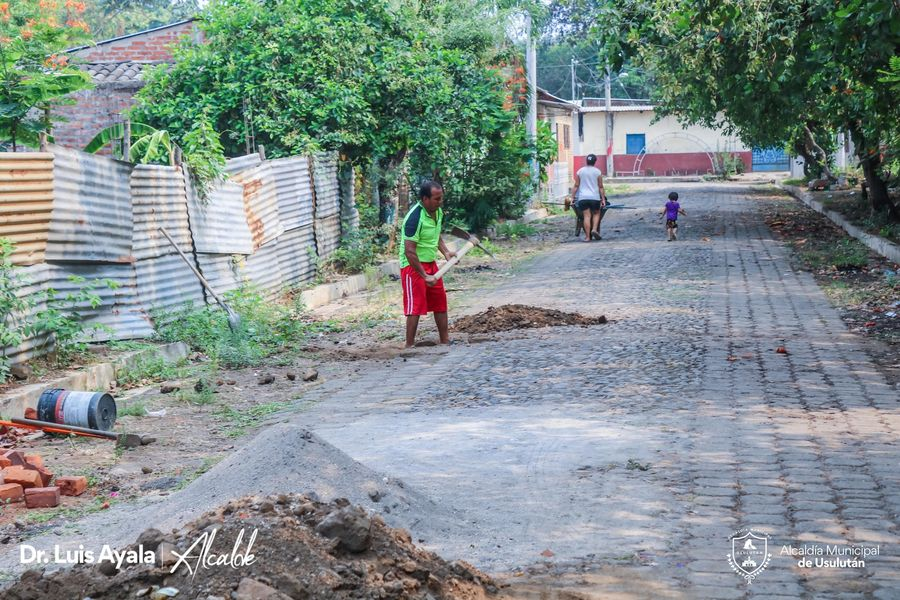 Dr. Luis Ayala | Alcalde
Alcaldía Municipal
de Usulután